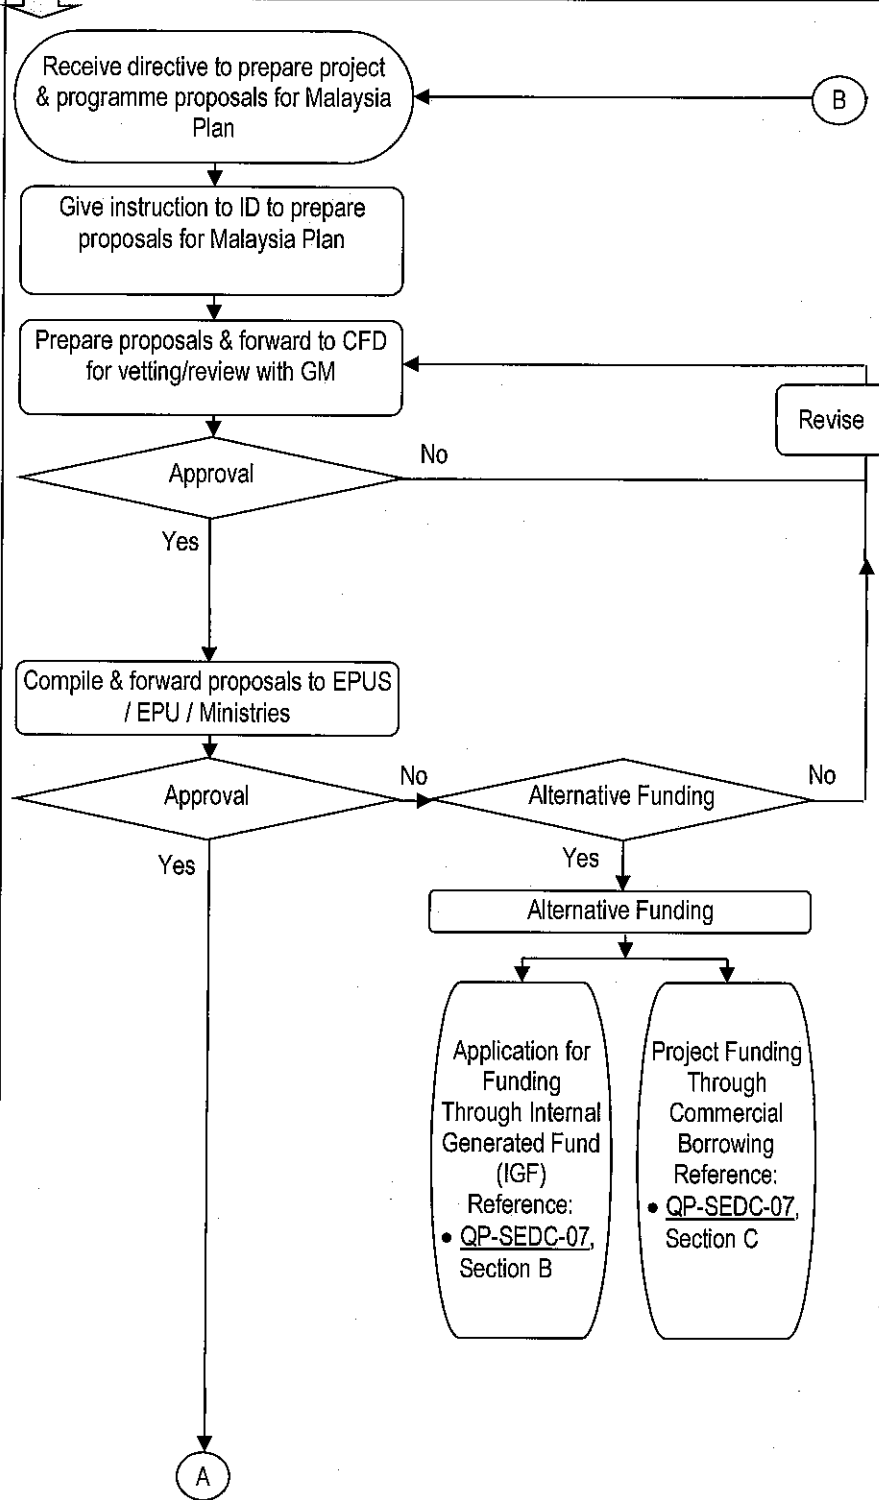 Receive directive to prepare project
& programme proposals for Malaysia
Plan
B
Give instruction to ID to prepare
proposals for Malaysia Plan
Prepare proposals & forward to CFD
for vetting/review with GM
Revise
Approval
No
Yes
Compile & forward proposals to EPUS
/ EPU / Ministries
Approval
No
Alternative Funding
No
Yes
Yes
Alternative Funding
Application for
Funding
Through Internal
Generated Fund
(IGF)
Reference:
• QP-SEDC-07,
Section B
Project Funding
Through
Commercial
Borrowing
Reference:
• QP-SEDC-07,
Section C
A